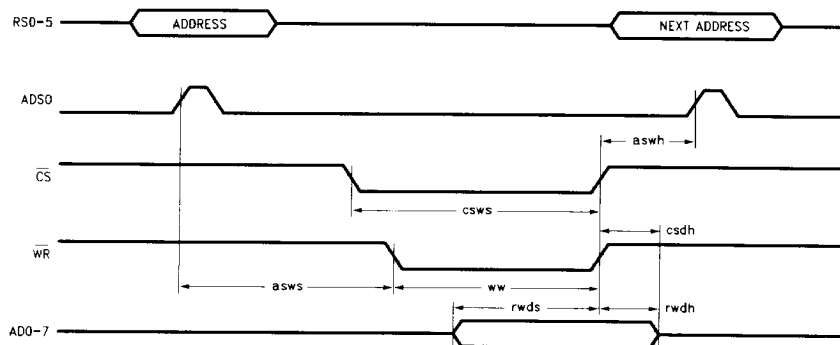 RS0-5 ADDRESS NEXT ADDRESS
ADS0
aswh
CS
csws
csdh
WR
asws ww
rwds rwdh
AD0-7